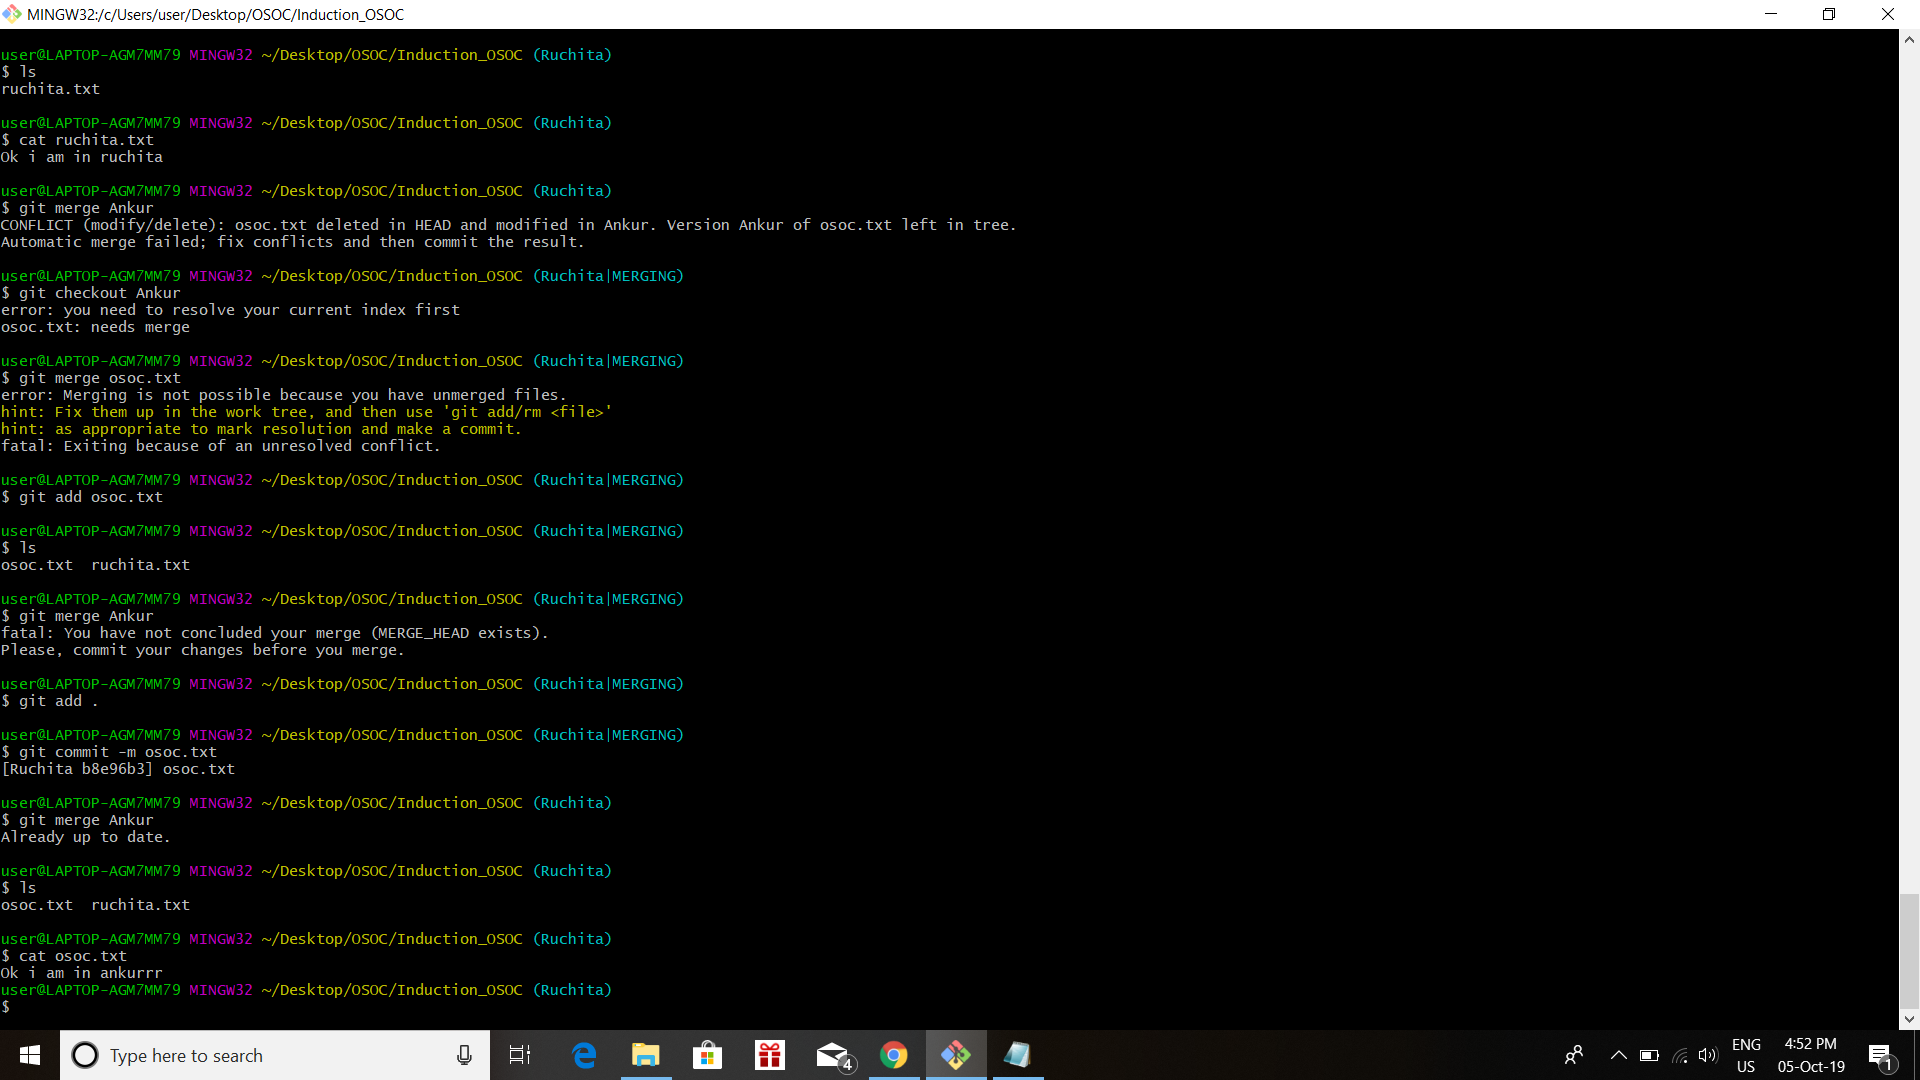 MINGW32:/c/Users/user/Desktop/OSOC/Induction_OSOC
user@LAPTOP-AGM7MM79 MINGW32 ~/Desktop/OSOC/Induction_OSOC (Ruchita)
$ ls
ruchita.txt
user@LAPTOP-AGM7MM79 MINGW32 ~/Desktop/OSOC/Induction_OSOC (Ruchita)
$ cat ruchita.txt
Ok i am in ruchita
user@LAPTOP-AGM7MM79 MINGW32 ~/Desktop/OSOC/Induction_OSOC (Ruchita)
$ git merge Ankur
CONFLICT (modify/delete): osoc.txt deleted in HEAD and modified in Ankur. Version Ankur of osoc.txt left in tree.
Automatic merge failed; fix conflicts and then commit the result.
user@LAPTOP-AGM7MM79 MINGW32 ~/Desktop/OSOC/Induction_OSOC (Ruchita|MERGING)
$ git checkout Ankur
error: you need to resolve your current index first
osoc.txt: needs merge
user@LAPTOP-AGM7MM79 MINGW32 ~/Desktop/OSOC/Induction_OSOC (Ruchita|MERGING)
$ git merge osoc.txt
error: Merging is not possible because you have unmerged files.
hint: Fix them up in the work tree, and then use 'git add/rm <file>'
hint: as appropriate to mark resolution and make a commit.
fatal: Exiting because of an unresolved conflict.
user@LAPTOP-AGM7MM79 MINGW32 ~/Desktop/OSOC/Induction_OSOC (Ruchita|MERGING)
$ git add osoc.txt
user@LAPTOP-AGM7MM79 MINGW32 ~/Desktop/OSOC/Induction_OSOC (Ruchita|MERGING)
$ ls
osoc.txt  ruchita.txt
user@LAPTOP-AGM7MM79 MINGW32 ~/Desktop/OSOC/Induction_OSOC (Ruchita|MERGING)
$ git merge Ankur
fatal: You have not concluded your merge (MERGE_HEAD exists).
Please, commit your changes before you merge.
user@LAPTOP-AGM7MM79 MINGW32 ~/Desktop/OSOC/Induction_OSOC (Ruchita|MERGING)
$ git add .
user@LAPTOP-AGM7MM79 MINGW32 ~/Desktop/OSOC/Induction_OSOC (Ruchita|MERGING)
$ git commit -m osoc.txt
[Ruchita b8e96b3] osoc.txt
user@LAPTOP-AGM7MM79 MINGW32 ~/Desktop/OSOC/Induction_OSOC (Ruchita)
$ git merge Ankur
Already up to date.
user@LAPTOP-AGM7MM79 MINGW32 ~/Desktop/OSOC/Induction_OSOC (Ruchita)
$ ls
osoc.txt  ruchita.txt
user@LAPTOP-AGM7MM79 MINGW32 ~/Desktop/OSOC/Induction_OSOC (Ruchita)
$ cat osoc.txt
Ok i am in ankurrr
user@LAPTOP-AGM7MM79 MINGW32 ~/Desktop/OSOC/Induction_OSOC (Ruchita)
$
Type here to search
4
ENG
US
4:52 PM
05-Oct-19
1